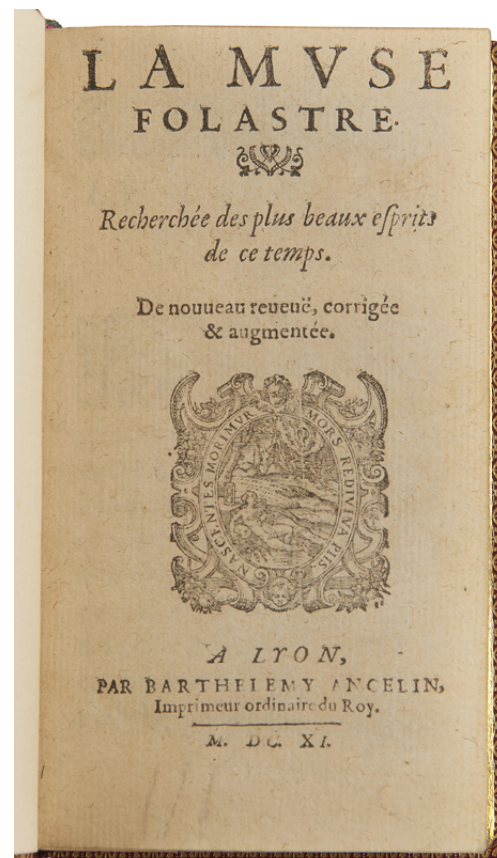 LA MVSE
FOLASTRE.
Recherchée des plus beaux eſprits
de ce temps.
De nouueau reueuë, corrigée
& augmentée.
NASCENTES MORIMVR MORS REDIVIVA PIIS.
A LYON,
PAR BARTHELEMY ANCELIN,
Imprimeur ordinaire du Roy.
M. DC. XI.